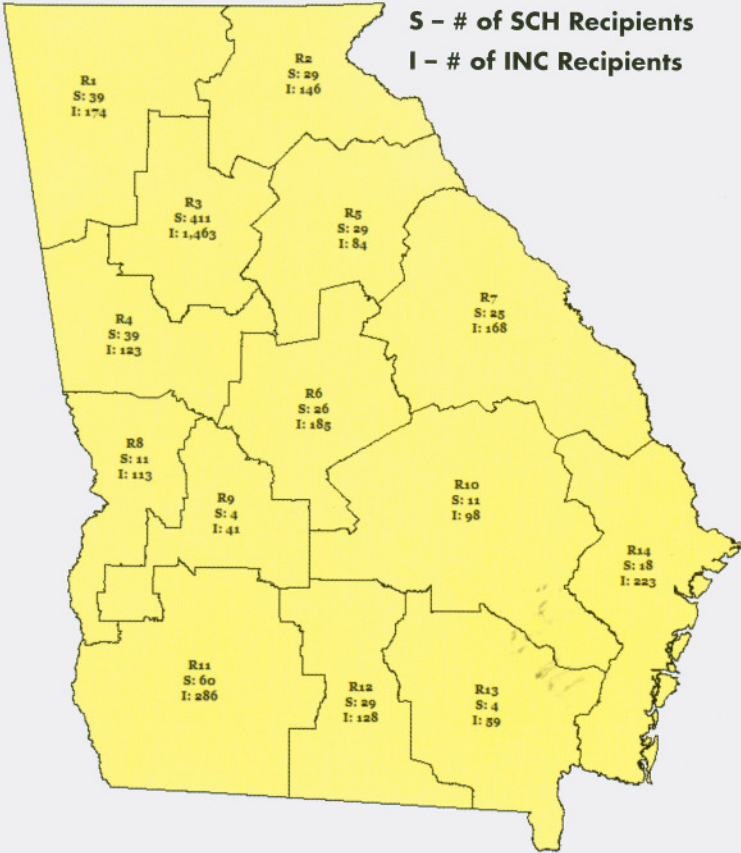 S – # of SCH Recipients
I – # of INC Recipients
R1
S: 39
I: 174
R2
S: 29
I: 146
R3
S: 411
I: 1,463
R5
S: 29
I: 84
R7
S: 25
I: 168
R4
S: 39
I: 123
R6
S: 26
I: 185
R8
S: 11
I: 113
R9
S: 4
I: 41
R10
S: 11
I: 98
R14
S: 18
I: 223
R11
S: 60
I: 286
R12
S: 29
I: 128
R13
S: 4
I: 59